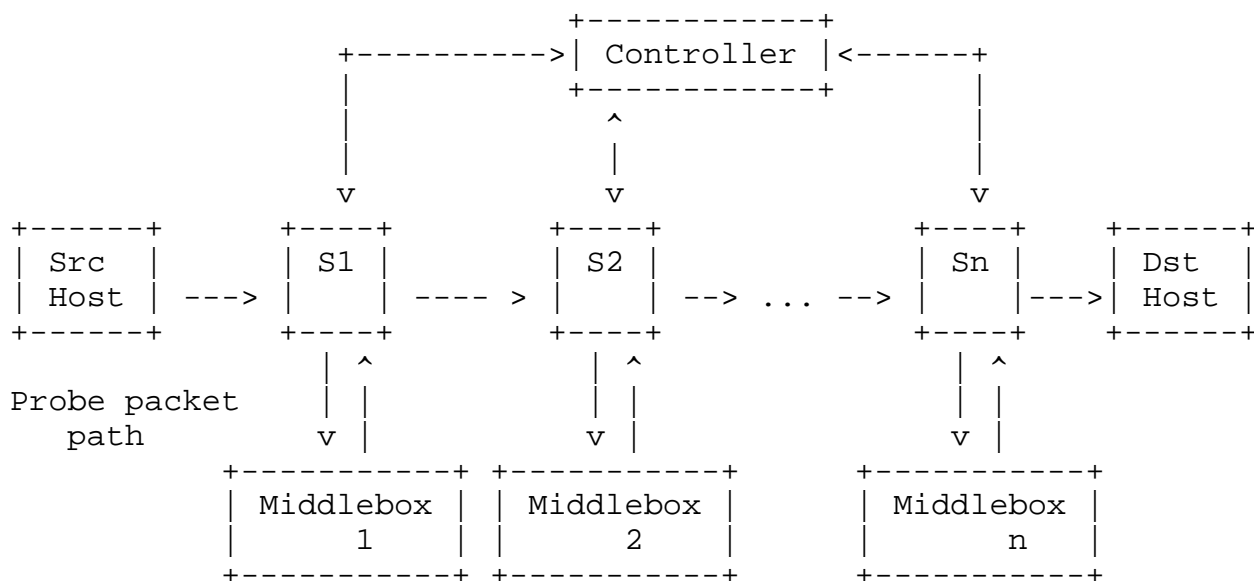 Controller
Src S1 S2 Sn Dst
Host ... Host
Probe packet
path
Middlebox Middlebox Middlebox
1 2 n